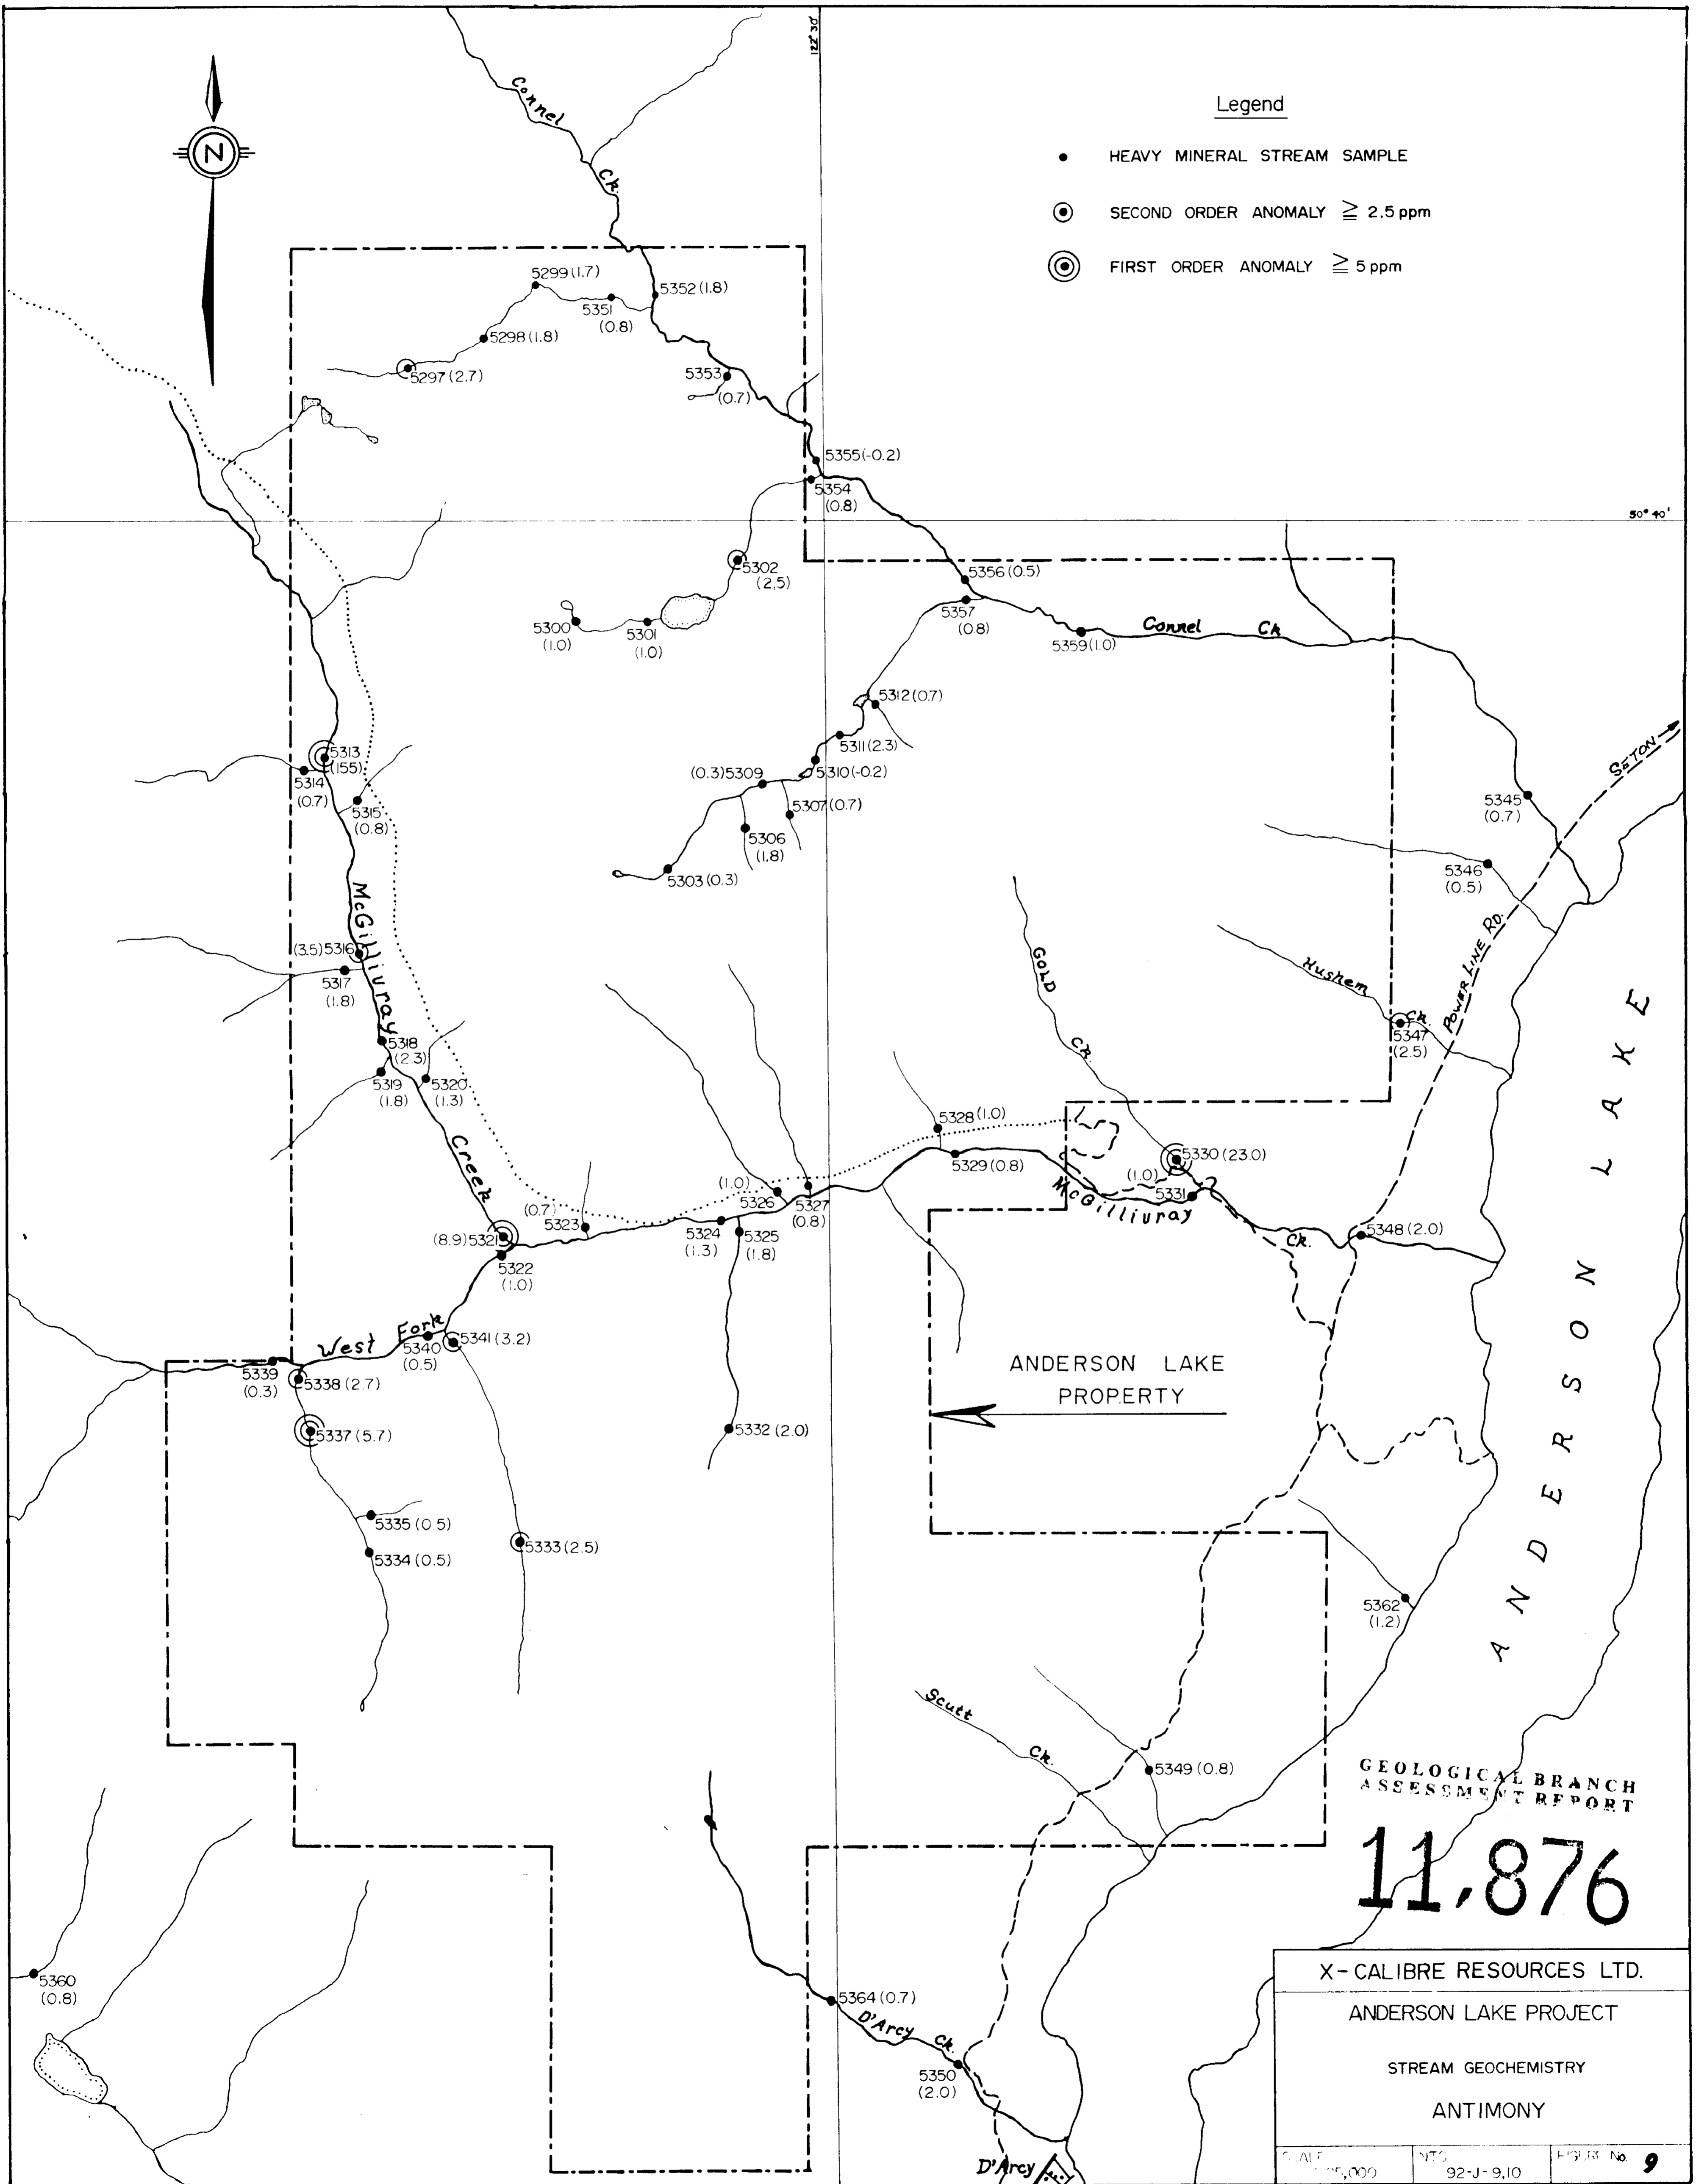 122° 30'
Connel
Ck.
N
Legend
HEAVY MINERAL STREAM SAMPLE
SECOND ORDER ANOMALY ≧ 2.5 ppm
FIRST ORDER ANOMALY ≧ 5 ppm
5299 (1.7)
5352 (1.8)
5351
(0.8)
5298 (1.8)
5297 (2.7)
5353
(0.7)
5355 (-0.2)
5354
(0.8)
50° 40'
5302
(2.5)
5356 (0.5)
5357
(0.8)
5300
(1.0)
5301
(1.0)
5359 (1.0)
Connel Ck
5312 (0.7)
5311 (2.3)
5313
(155)
5314
(0.7)
5315
(0.8)
(0.3) 5309
5310 (-0.2)
5307 (0.7)
5306
(1.8)
5303 (0.3)
SETON
5345
(0.7)
5346
(0.5)
McGillivray
Creek
(3.5) 5316
5317
(1.8)
5318
(2.3)
5319
(1.8)
5320
(1.3)
GOLD
CK.
POWER LINE RD.
Hushem
Ck.
5347
(2.5)
5328 (1.0)
5329 (0.8)
5330 (23.0)
(1.0)
5331
McGillivray
Ck.
5348 (2.0)
(1.0)
5326
5327
(0.8)
(0.7)
5323
5324
(1.3)
5325
(1.8)
(8.9) 5321
5322
(1.0)
West Fork
5341 (3.2)
5340
(0.5)
5339
(0.3)
5338 (2.7)
5337 (5.7)
5332 (2.0)
ANDERSON LAKE
PROPERTY
ANDERSON LAKE
5335 (0.5)
5334 (0.5)
5333 (2.5)
5362
(1.2)
Scutt
Ck.
5349 (0.8)
GEOLOGICAL BRANCH
ASSESSMENT REPORT
11,876
5360
(0.8)
5364 (0.7)
D'Arcy Ck.
5350
(2.0)
D'Arcy
X-CALIBRE RESOURCES LTD.
ANDERSON LAKE PROJECT
STREAM GEOCHEMISTRY
ANTIMONY
SCALE
NTS
FIGURE No. 9
92-J-9,10